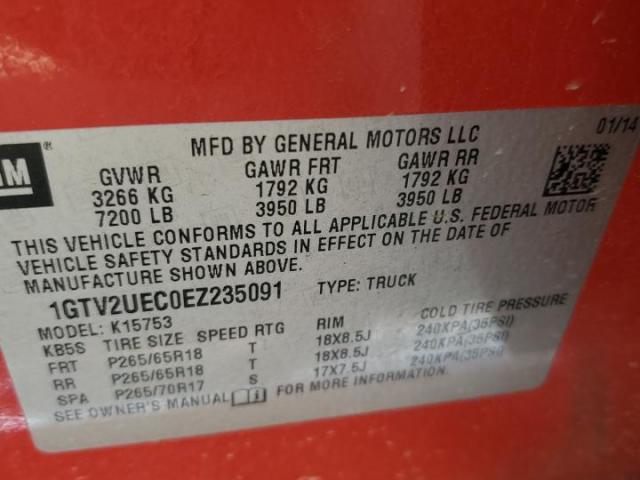 GM
MFD BY GENERAL MOTORS LLC
01/14
GVWR GAWR FRT GAWR RR
3266 KG 1792 KG 1792 KG
7200 LB 3950 LB 3950 LB
THIS VEHICLE CONFORMS TO ALL APPLICABLE U.S. FEDERAL MOTOR
VEHICLE SAFETY STANDARDS IN EFFECT ON THE DATE OF
MANUFACTURE SHOWN ABOVE.
1GTV2UEC0EZ235091 TYPE: TRUCK
MODEL: K15753
KB5S TIRE SIZE SPEED RTG RIM COLD TIRE PRESSURE
FRT P265/65R18 T 18X8.5J 240KPA(35PSI)
RR P265/65R18 T 18X8.5J 240KPA(35PSI)
SPA P265/70R17 S 17X7.5J 240KPA(35PSI)
SEE OWNER'S MANUAL FOR MORE INFORMATION.